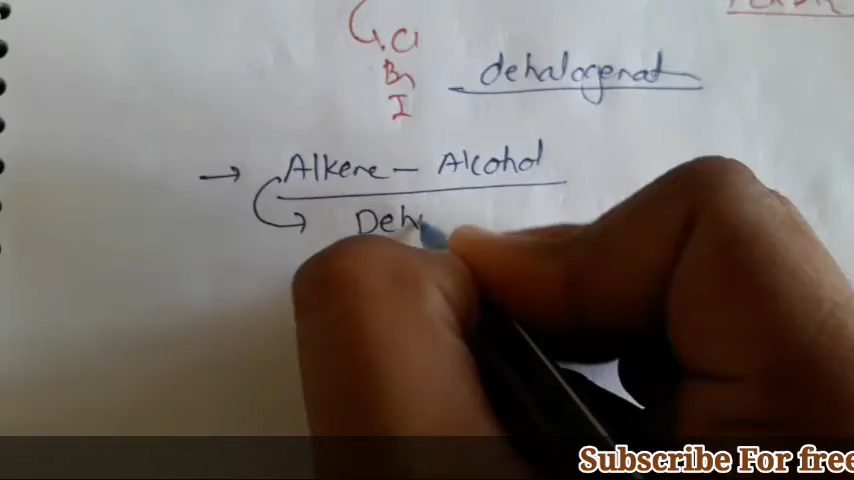 Cl
Br
dehalogenat
I
→ Alkene - Alcohol
Deh
Subscribe For free